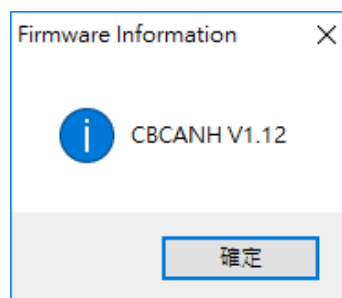 Firmware Information
CBCANH V1.12
確定